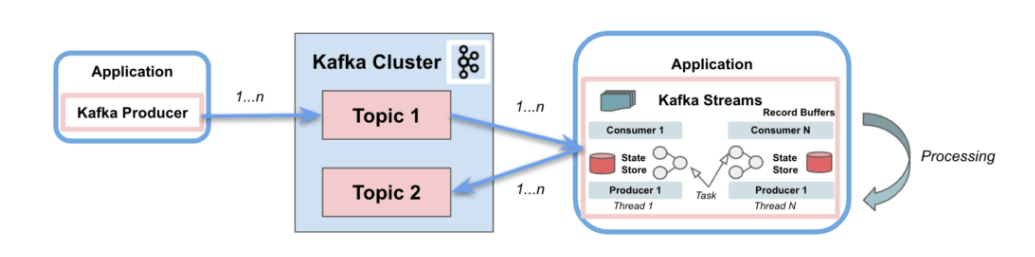 Application
Kafka Producer
1...n
Kafka Cluster
Topic 1
Topic 2
1...n
1...n
Application
Kafka Streams
Record Buffers
Consumer 1
Consumer N
State
Store
State
Store
Task
Producer 1
Producer 1
Thread 1
Thread N
Processing